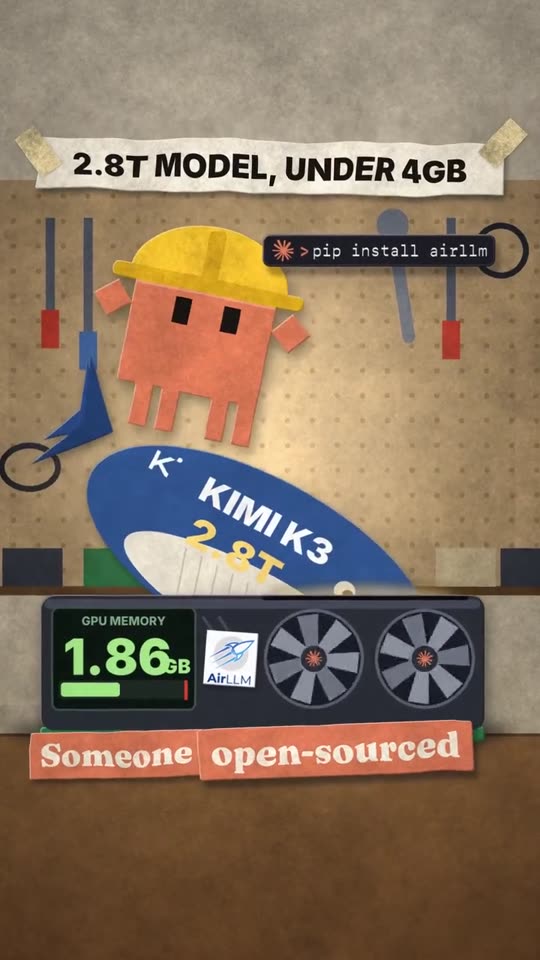 2.8T MODEL, UNDER 4GB
>pip install airllm
K
KIMI K3
2.8T
GPU MEMORY
1.86GB
AirLLM
Someone open-sourced